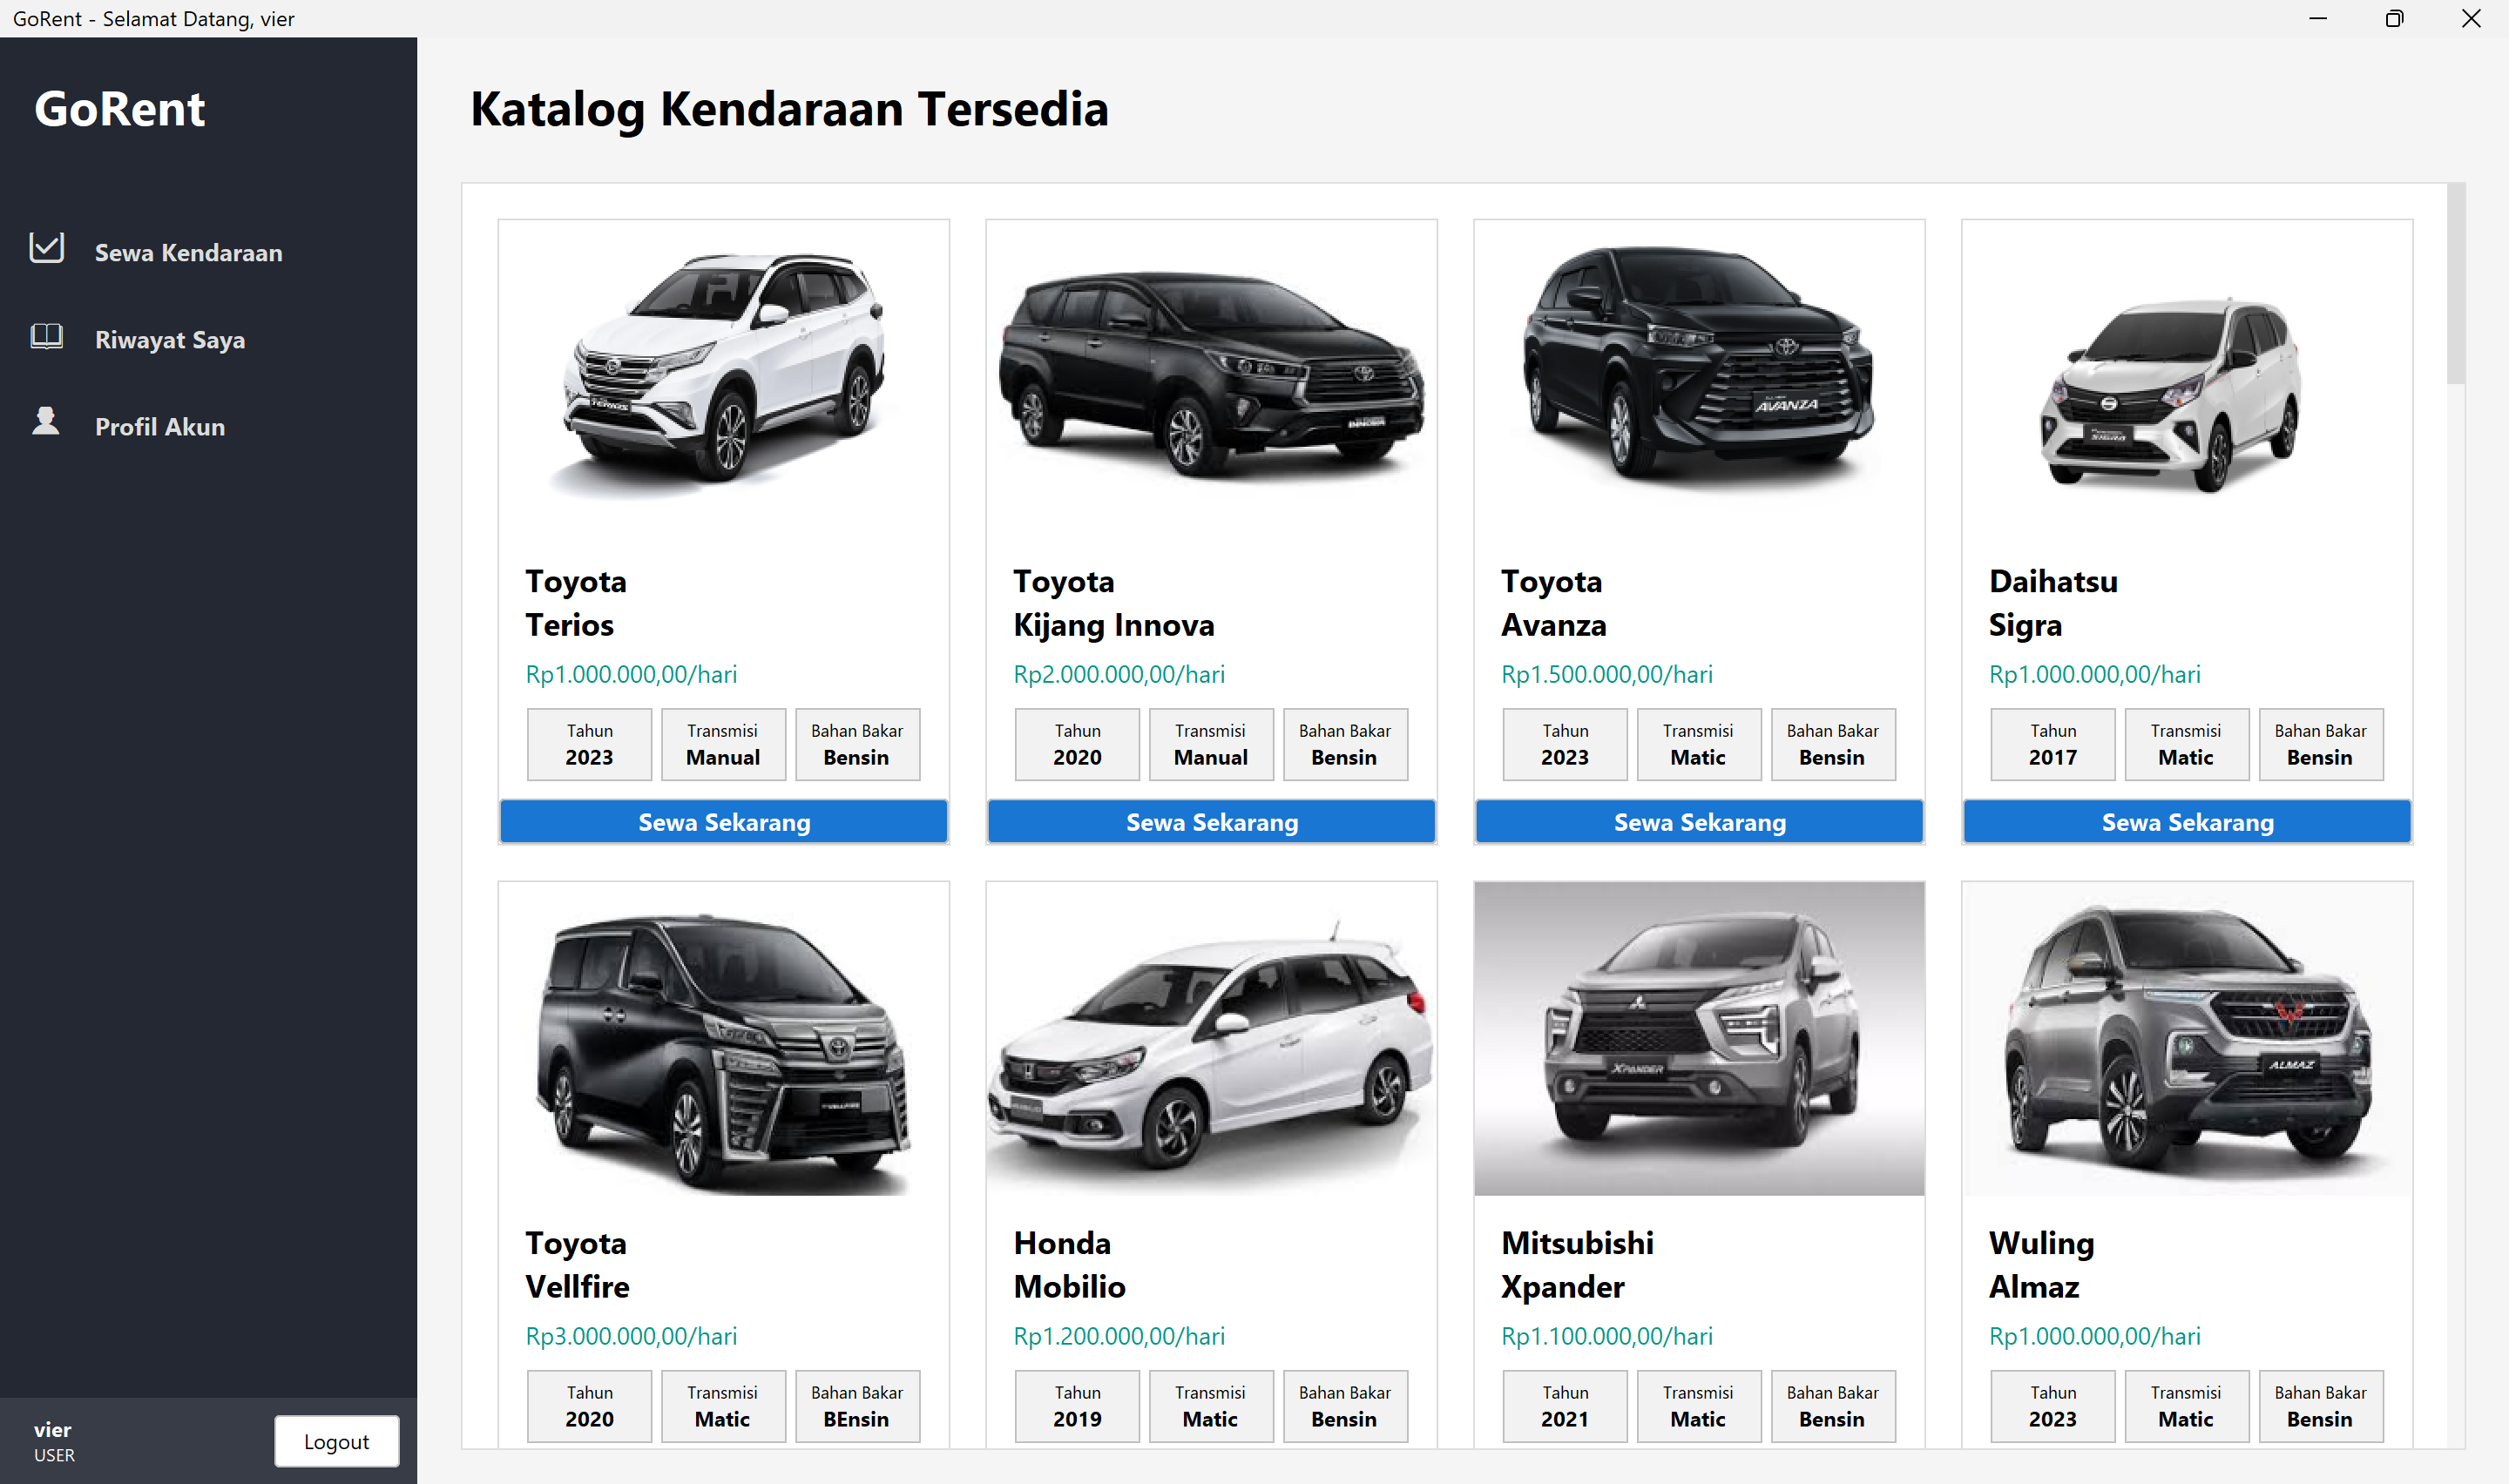 GoRent - Selamat Datang, vier
GoRent
Sewa Kendaraan
Riwayat Saya
Profil Akun
vier
USER
Logout
Katalog Kendaraan Tersedia
TERIOS
Toyota
Terios
Rp1.000.000,00/hari
Tahun
2023
Transmisi
Manual
Bahan Bakar
Bensin
Sewa Sekarang
INNOVA
Toyota
Kijang Innova
Rp2.000.000,00/hari
Tahun
2020
Transmisi
Manual
Bahan Bakar
Bensin
Sewa Sekarang
AVANZA
Toyota
Avanza
Rp1.500.000,00/hari
Tahun
2023
Transmisi
Matic
Bahan Bakar
Bensin
Sewa Sekarang
SIGRA
Daihatsu
Sigra
Rp1.000.000,00/hari
Tahun
2017
Transmisi
Matic
Bahan Bakar
Bensin
Sewa Sekarang
VELLFIRE
Toyota
Vellfire
Rp3.000.000,00/hari
Tahun
2020
Transmisi
Matic
Bahan Bakar
BEnsin
Honda
Mobilio
Rp1.200.000,00/hari
Tahun
2019
Transmisi
Matic
Bahan Bakar
Bensin
XPANDER
Mitsubishi
Xpander
Rp1.100.000,00/hari
Tahun
2021
Transmisi
Matic
Bahan Bakar
Bensin
ALMAZ
Wuling
Almaz
Rp1.000.000,00/hari
Tahun
2023
Transmisi
Matic
Bahan Bakar
Bensin